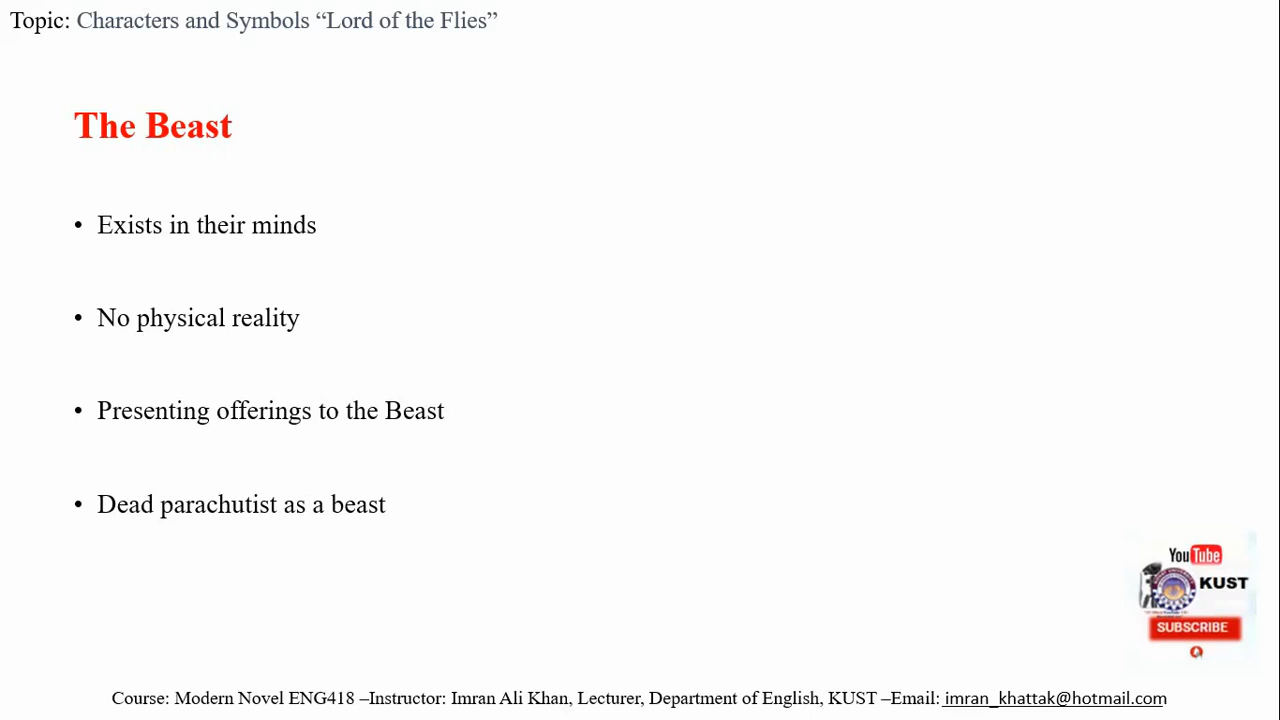 Topic: Characters and Symbols “Lord of the Flies”
The Beast
• Exists in their minds
• No physical reality
• Presenting offerings to the Beast
• Dead parachutist as a beast
YouTube
KUST
SUBSCRIBE
Course: Modern Novel ENG418 –Instructor: Imran Ali Khan, Lecturer, Department of English, KUST –Email: imran_khattak@hotmail.com